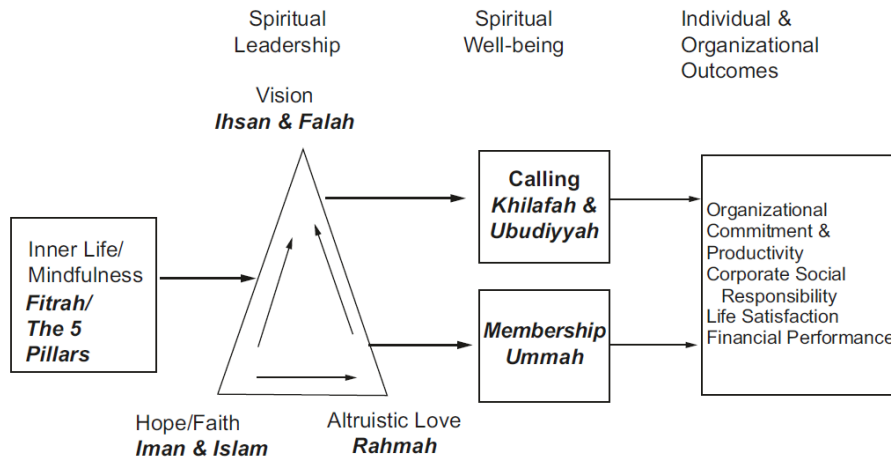 Spiritual
Leadership
Spiritual
Well-being
Individual &
Organizational
Outcomes
Vision
Ihsan & Falah
Inner Life/
Mindfulness
Fitrah/
The 5
Pillars
Hope/Faith
Iman & Islam
Altruistic Love
Rahmah
Calling
Khilafah &
Ubudiyyah
Membership
Ummah
Organizational
Commitment &
Productivity
Corporate Social
Responsibility
Life Satisfaction
Financial Performance